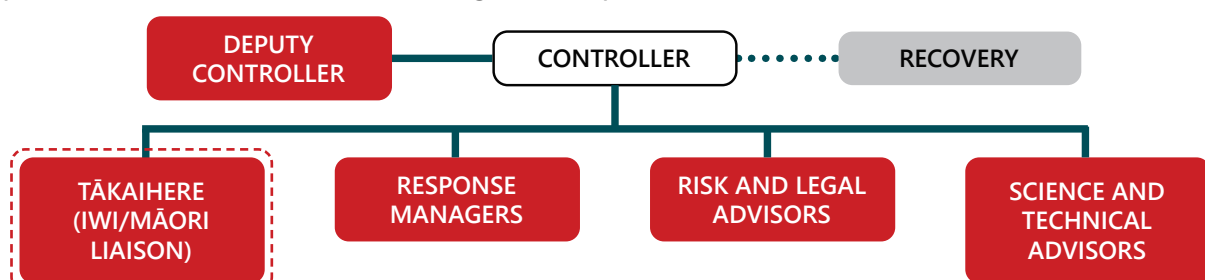 DEPUTY
CONTROLLER
CONTROLLER
RECOVERY
TĀKAIHERE
(IWI/MĀORI
LIAISON)
RESPONSE
MANAGERS
RISK AND LEGAL
ADVISORS
SCIENCE AND
TECHNICAL
ADVISORS